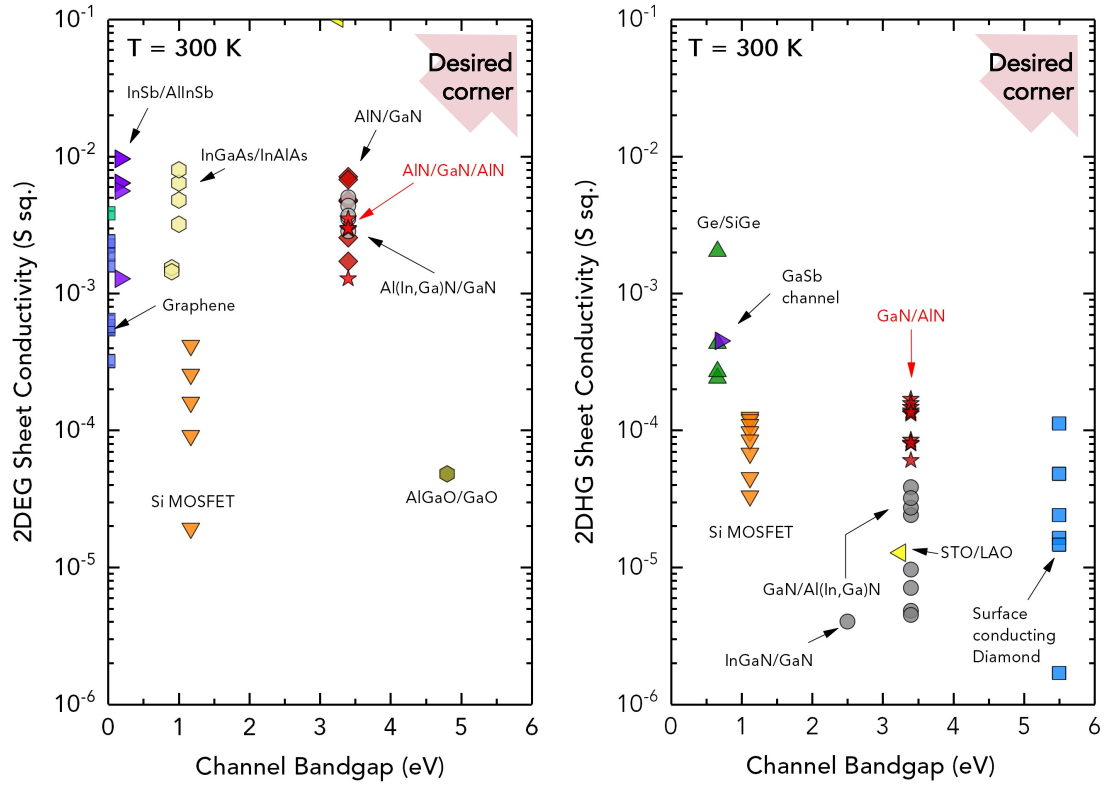 10^-1
T = 300 K
Desired
corner
InSb/AlInSb
AlN/GaN
10^-2
InGaAs/InAlAs
AlN/GaN/AlN
2DEG Sheet Conductivity (S sq.)
Al(In,Ga)N/GaN
10^-3
Graphene
10^-4
Si MOSFET
AlGaO/GaO
10^-5
10^-6
0 1 2 3 4 5 6
Channel Bandgap (eV)
10^-1
T = 300 K
Desired
corner
10^-2
Ge/SiGe
GaSb
channel
2DHG Sheet Conductivity (S sq.)
10^-3
GaN/AlN
10^-4
Si MOSFET
STO/LAO
10^-5
GaN/Al(In,Ga)N
Surface
conducting
Diamond
InGaN/GaN
10^-6
0 1 2 3 4 5 6
Channel Bandgap (eV)